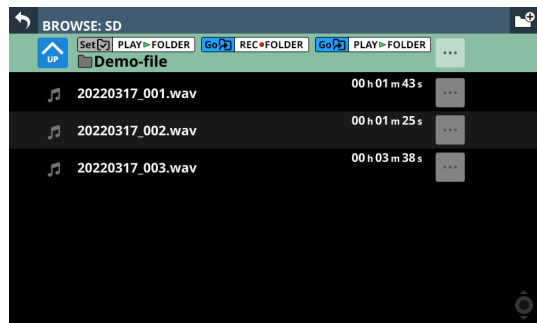 BROWSE: SD
Set PLAY FOLDER Go REC FOLDER Go PLAY FOLDER
UP
Demo-file
20220317_001.wav 00 h 01 m 43 s
20220317_002.wav 00 h 01 m 25 s
20220317_003.wav 00 h 03 m 38 s